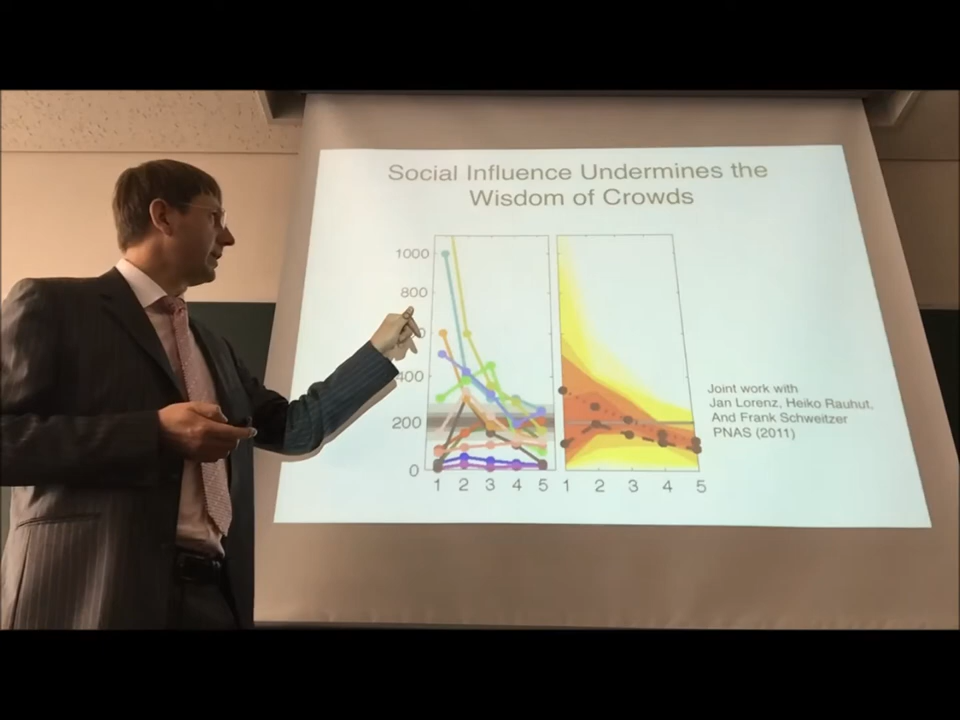 Social Influence Undermines the
Wisdom of Crowds
1000
800
400
200
0
1 2 3 4 5
1 2 3 4 5
Joint work with
Jan Lorenz, Heiko Rauhut,
And Frank Schweitzer
PNAS (2011)